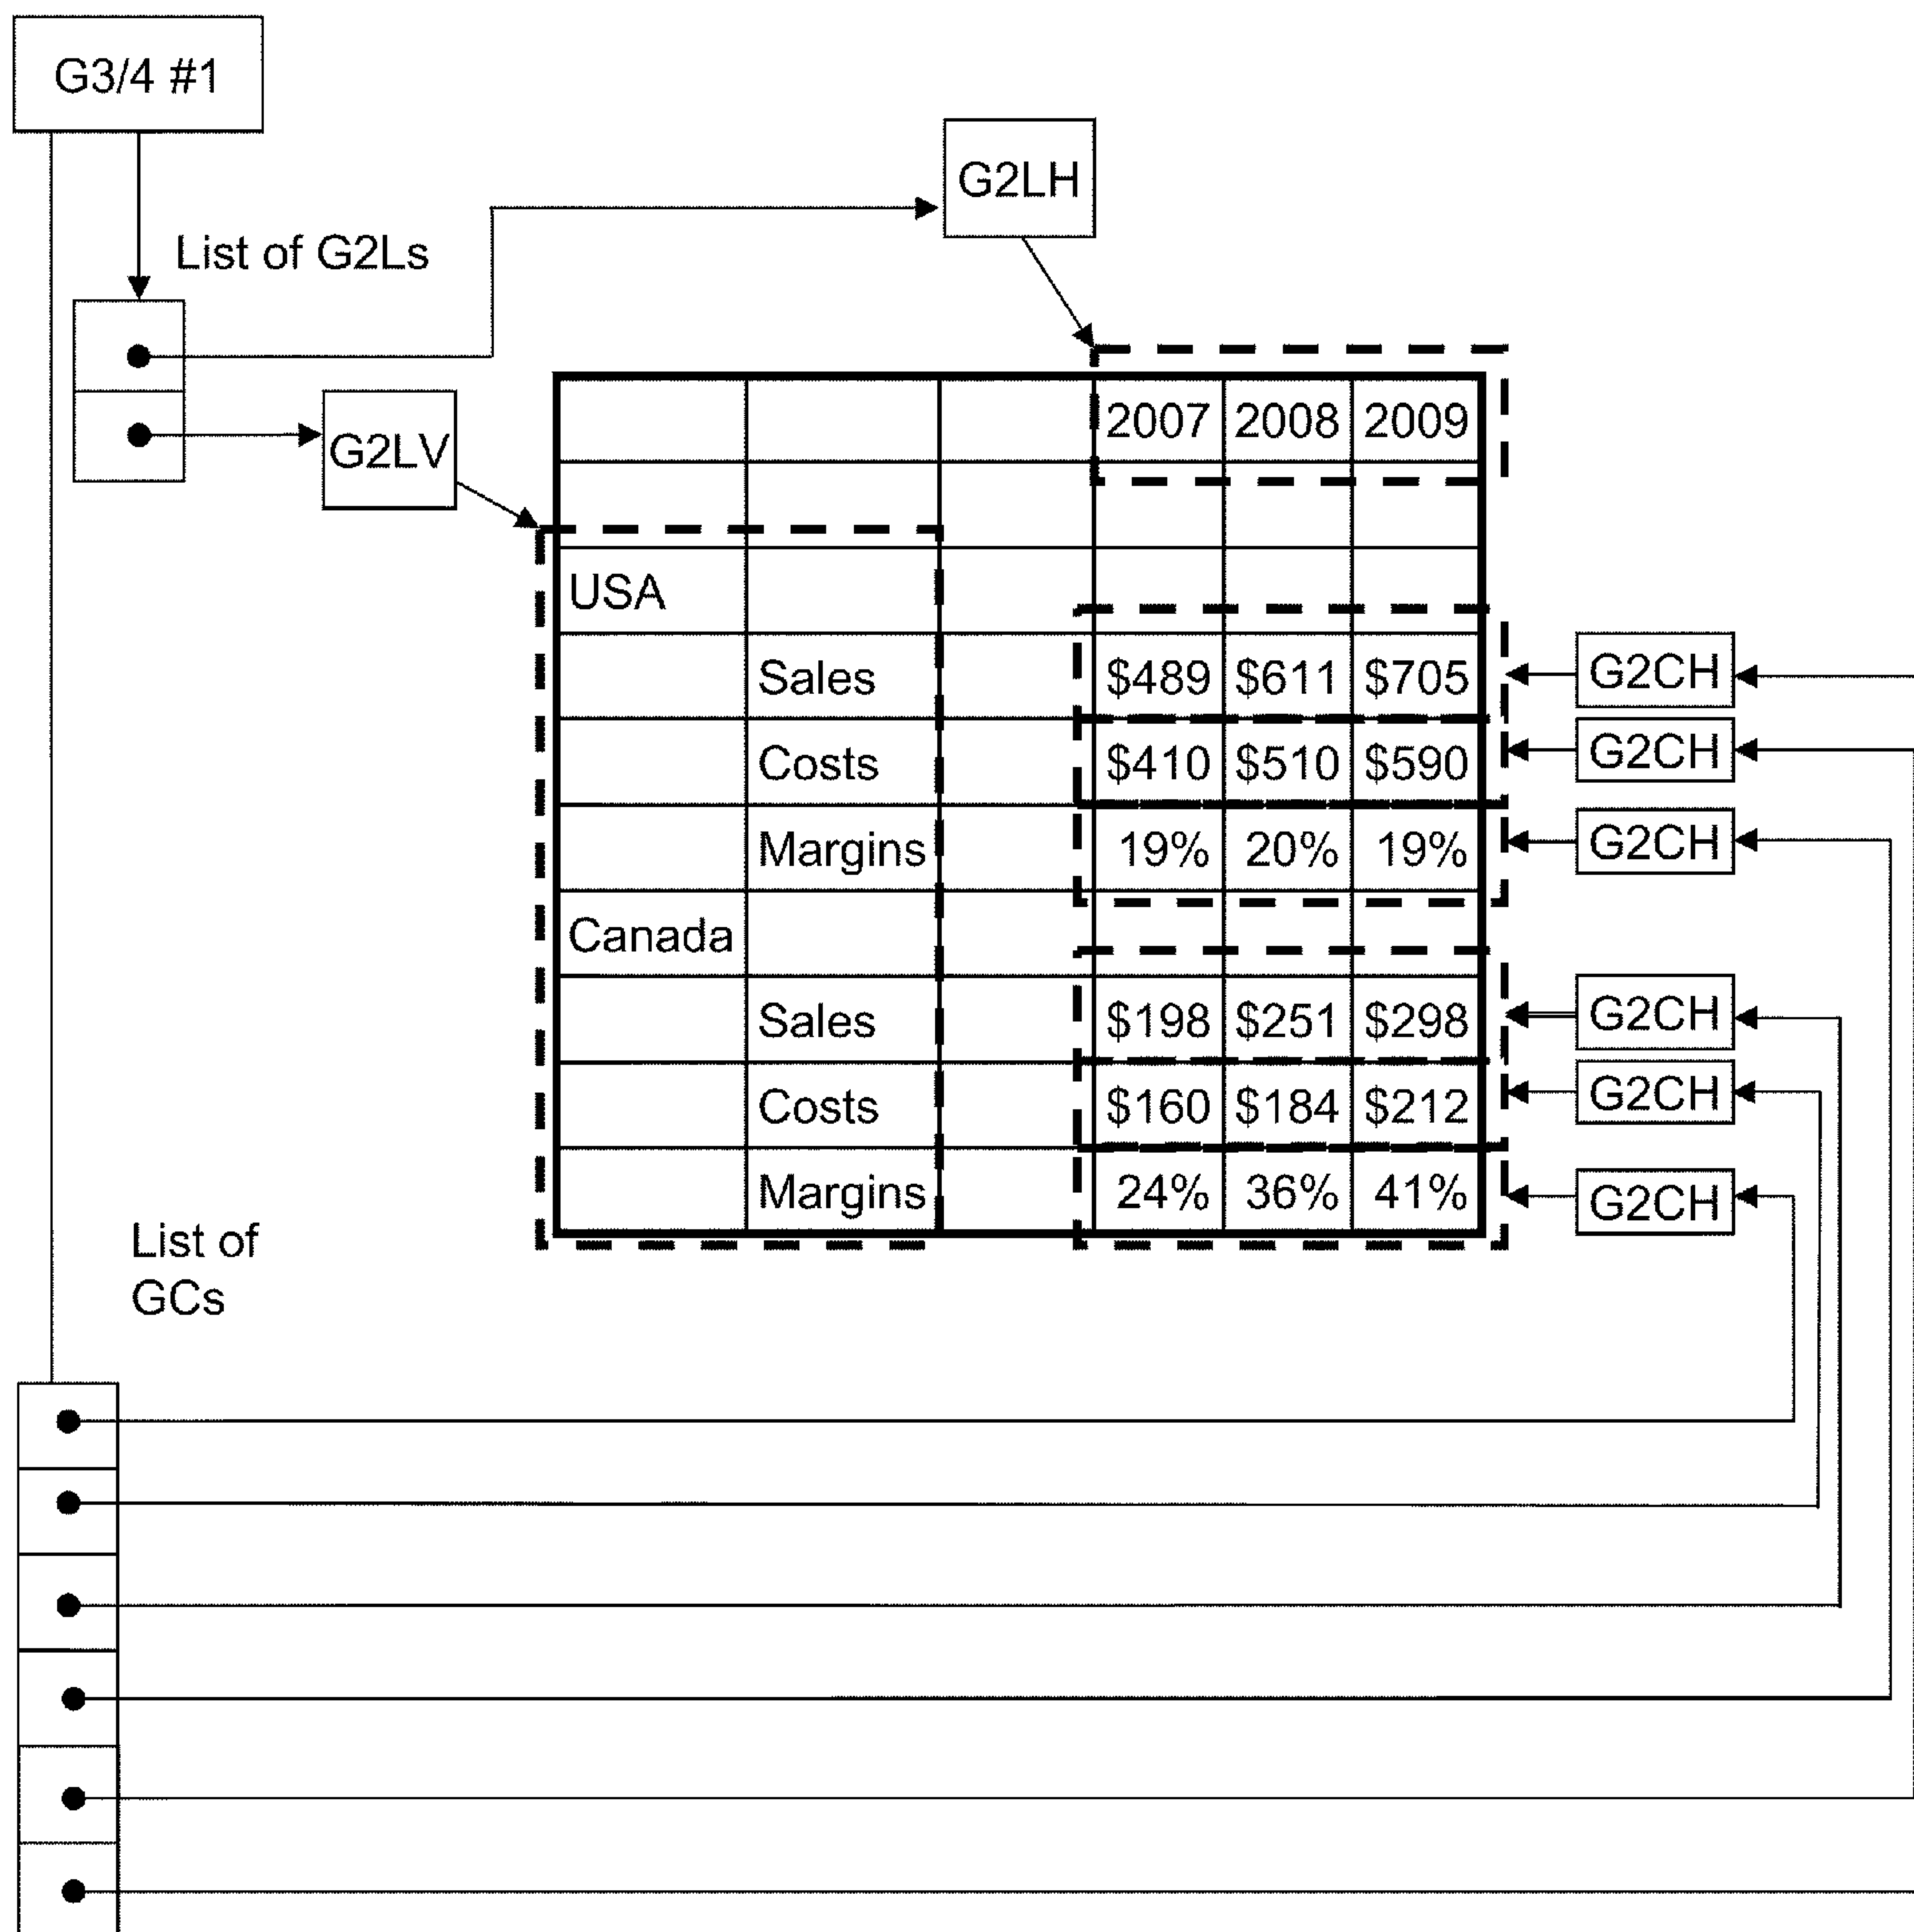 G3/4 #1
G2LH
List of G2Ls
G2LV
2007 2008 2009
USA
Sales $489 $611 $705 G2CH
Costs $410 $510 $590 G2CH
Margins 19% 20% 19% G2CH
Canada
Sales $198 $251 $298 G2CH
Costs $160 $184 $212 G2CH
Margins 24% 36% 41% G2CH
List of
GCs